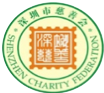 深圳市慈善会
SHENZHEN CHARITY FEDERATION